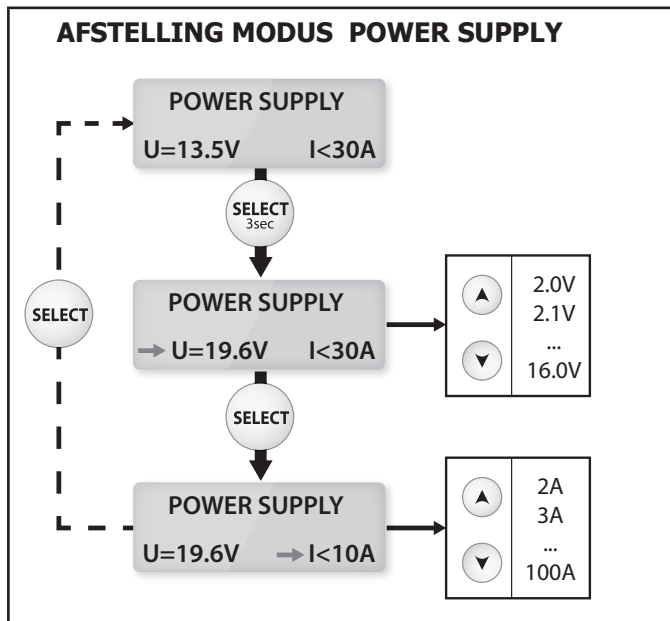 AFSTELLING MODUS  POWER SUPPLY
POWER SUPPLY
U=13.5V I<30A
SELECT
3sec
SELECT
POWER SUPPLY
U=19.6V I<30A
2.0V
2.1V
...
16.0V
SELECT
POWER SUPPLY
U=19.6V I<10A
2A
3A
...
100A